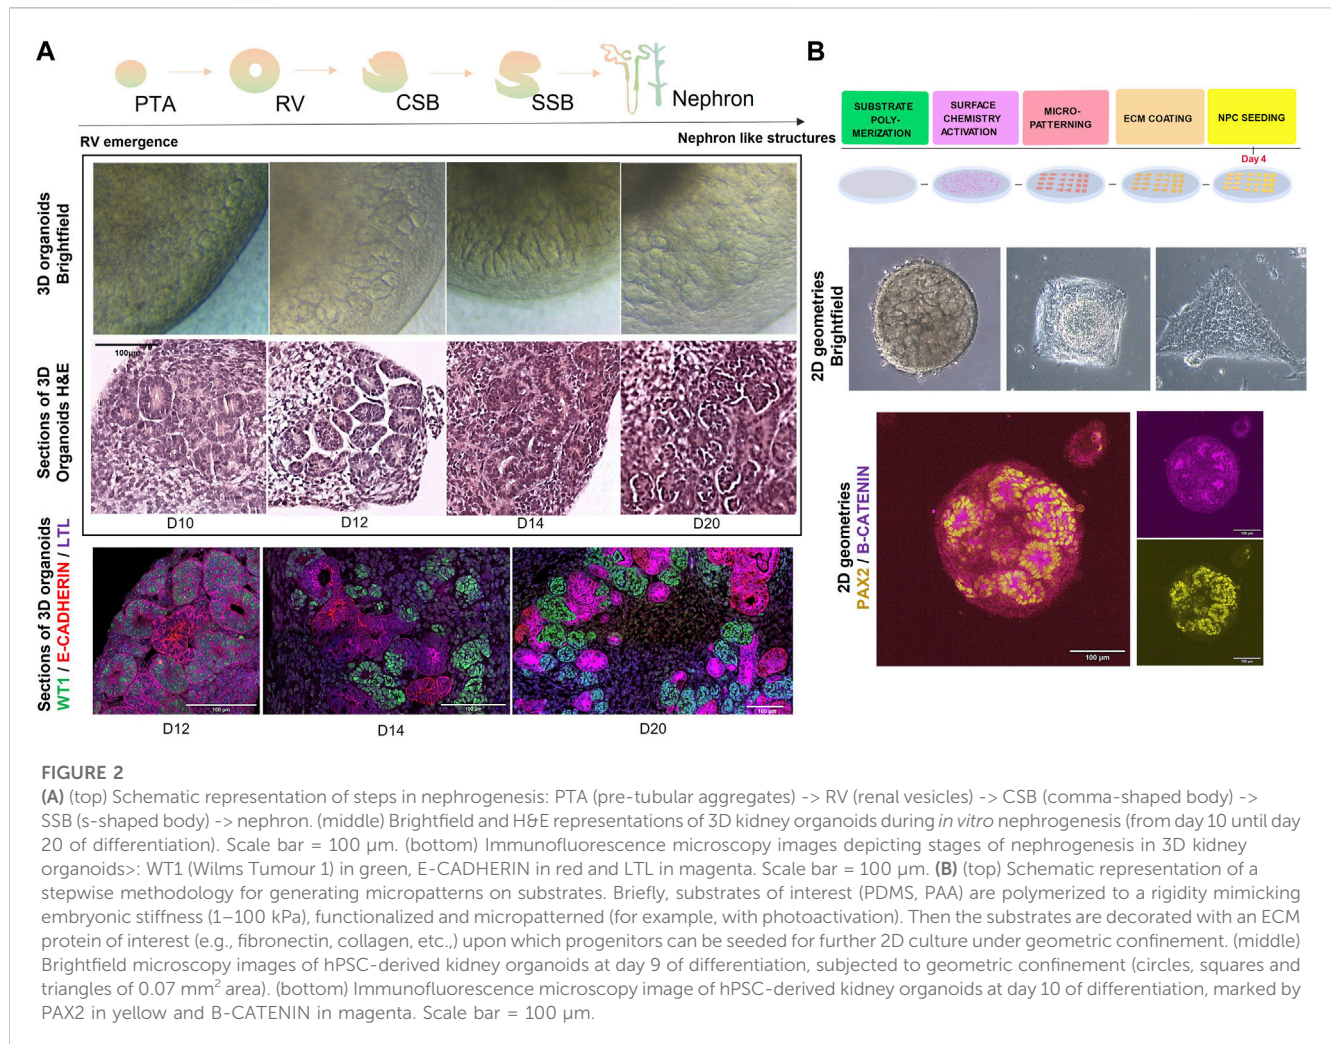 A
PTA
RV
CSB
SSB
Nephron
RV emergence
Nephron like structures
3D organoids
Brightfield
100µm
Sections of 3D
Organoids H&E
D10
D12
D14
D20
Sections of 3D organoids
WT1 / E-CADHERIN / LTL
100 µm
100 µm
100 µm
D12
D14
D20
B
SUBSTRATE
POLY-
MERIZATION
SURFACE
CHEMISTRY
ACTIVATION
MICRO-
PATTERNING
ECM COATING
NPC SEEDING
Day 4
2D geometries
Brightfield
2D geometries
PAX2 / B-CATENIN
100 µm
100 µm
100 µm
FIGURE 2
(A) (top) Schematic representation of steps in nephrogenesis: PTA (pre-tubular aggregates) -> RV (renal vesicles) -> CSB (comma-shaped body) ->
SSB (s-shaped body) -> nephron. (middle) Brightfield and H&E representations of 3D kidney organoids during in vitro nephrogenesis (from day 10 until day
20 of differentiation). Scale bar = 100 µm. (bottom) Immunofluorescence microscopy images depicting stages of nephrogenesis in 3D kidney
organoids>: WT1 (Wilms Tumour 1) in green, E-CADHERIN in red and LTL in magenta. Scale bar = 100 µm. (B) (top) Schematic representation of a
stepwise methodology for generating micropatterns on substrates. Briefly, substrates of interest (PDMS, PAA) are polymerized to a rigidity mimicking
embryonic stiffness (1–100 kPa), functionalized and micropatterned (for example, with photoactivation). Then the substrates are decorated with an ECM
protein of interest (e.g., fibronectin, collagen, etc.,) upon which progenitors can be seeded for further 2D culture under geometric confinement. (middle)
Brightfield microscopy images of hPSC-derived kidney organoids at day 9 of differentiation, subjected to geometric confinement (circles, squares and
triangles of 0.07 mm² area). (bottom) Immunofluorescence microscopy image of hPSC-derived kidney organoids at day 10 of differentiation, marked by
PAX2 in yellow and B-CATENIN in magenta. Scale bar = 100 µm.